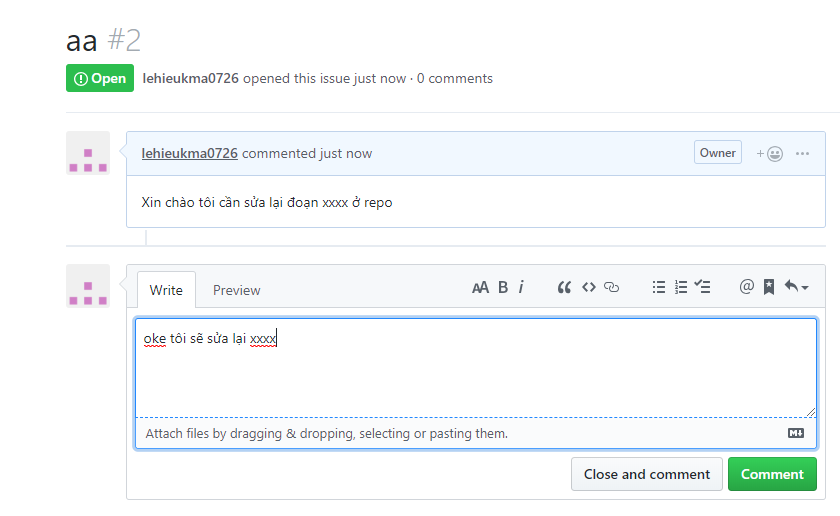 aa #2
Open lehieukma0726 opened this issue just now · 0 comments
lehieukma0726 commented just now Owner
Xin chào tôi cần sửa lại đoạn xxxx ở repo
Write Preview
oke tôi sẽ sửa lại xxxx
Attach files by dragging & dropping, selecting or pasting them.
Close and comment Comment